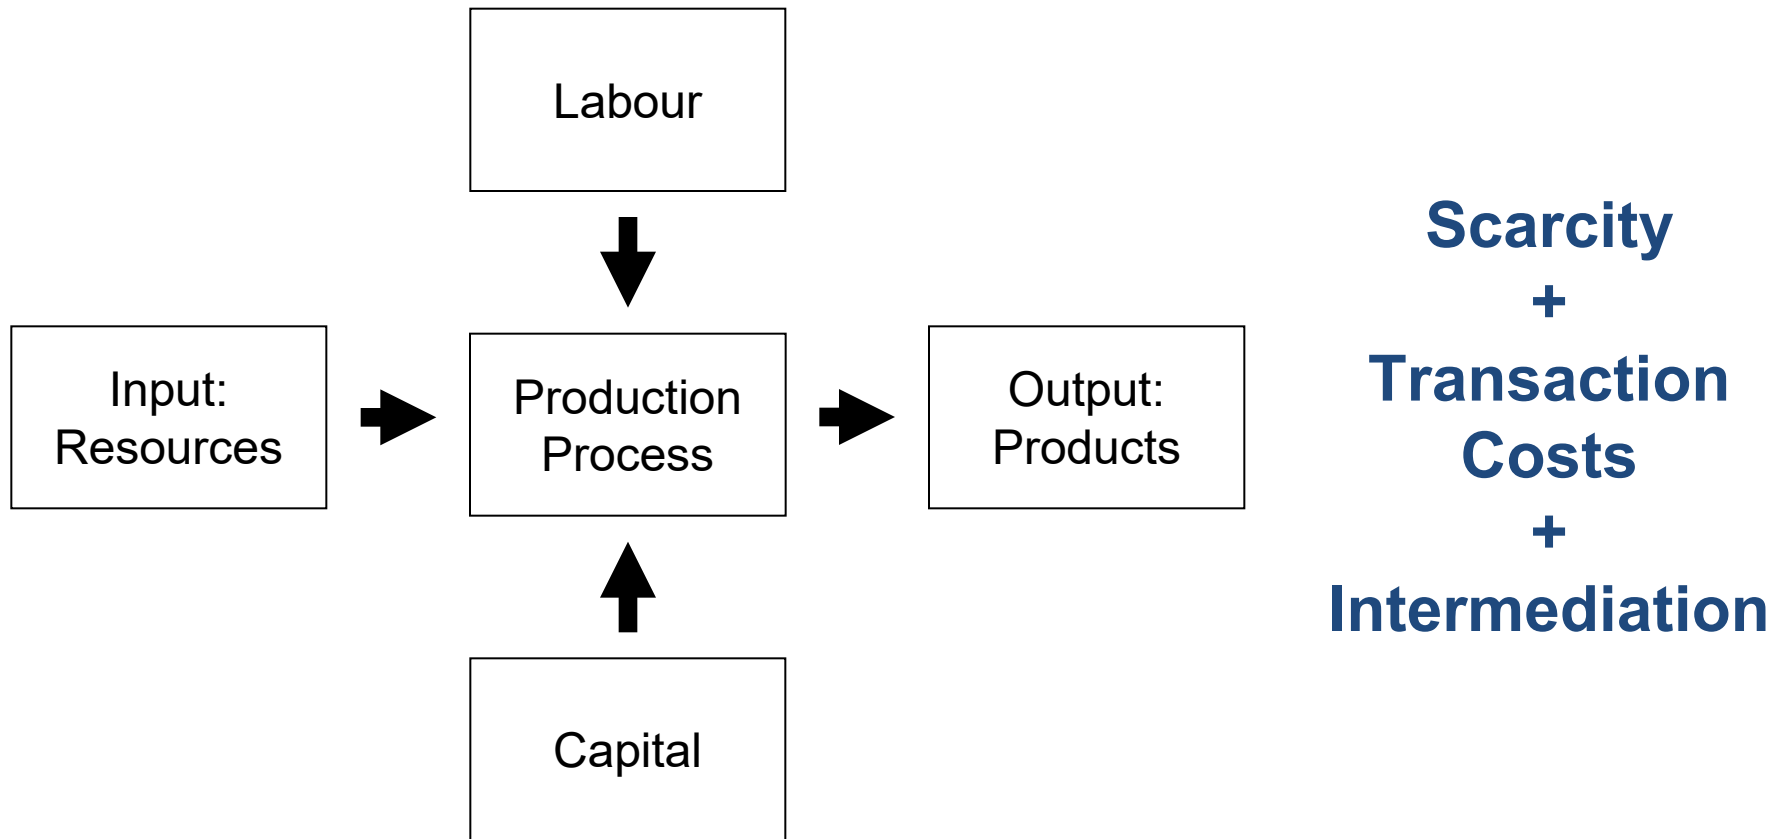 Labour
Input:
Resources
Production
Process
Output:
Products
Capital
Scarcity
+
Transaction
Costs
+
Intermediation